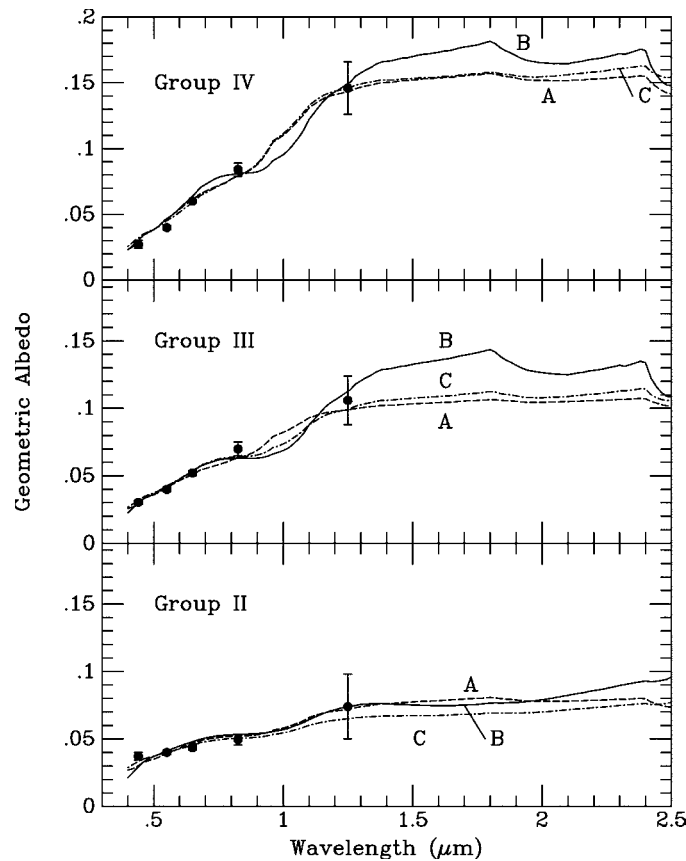 .2
B
Group IV
.15
A
C
.1
.05
0
Group III
B
.15
C
.1
A
.05
0
Group II
.15
.1
A
.05
C
B
0
.5
1
1.5
2
2.5
Wavelength (μm)
Geometric Albedo